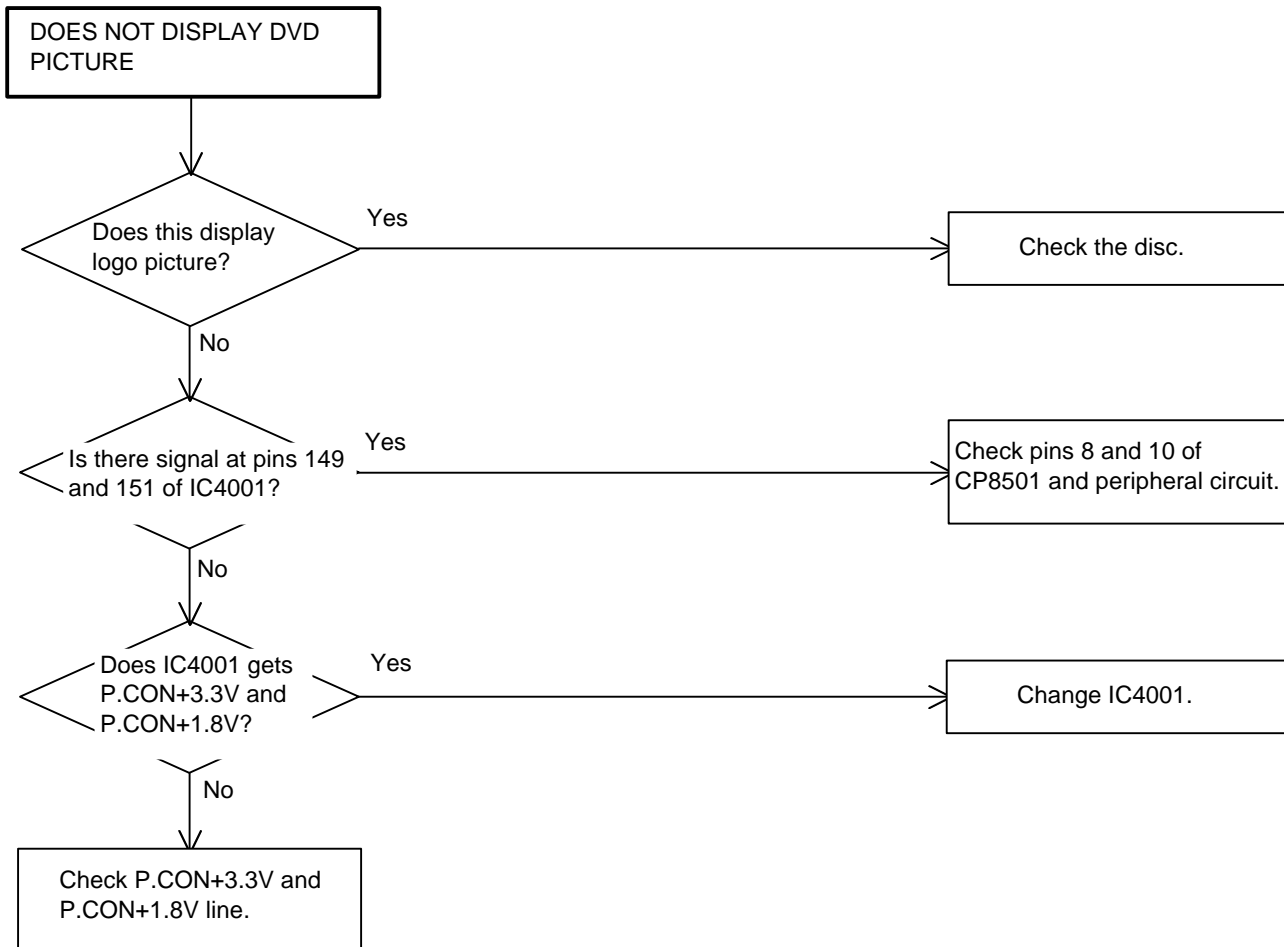 DOES NOT DISPLAY DVD
PICTURE
Does this display
logo picture?
Yes
Check the disc.
No
Is there signal at pins 149
and 151 of IC4001?
Yes
Check pins 8 and 10 of
CP8501 and peripheral circuit.
No
Does IC4001 gets
P.CON+3.3V and
P.CON+1.8V?
Yes
Change IC4001.
No
Check P.CON+3.3V and
P.CON+1.8V line.